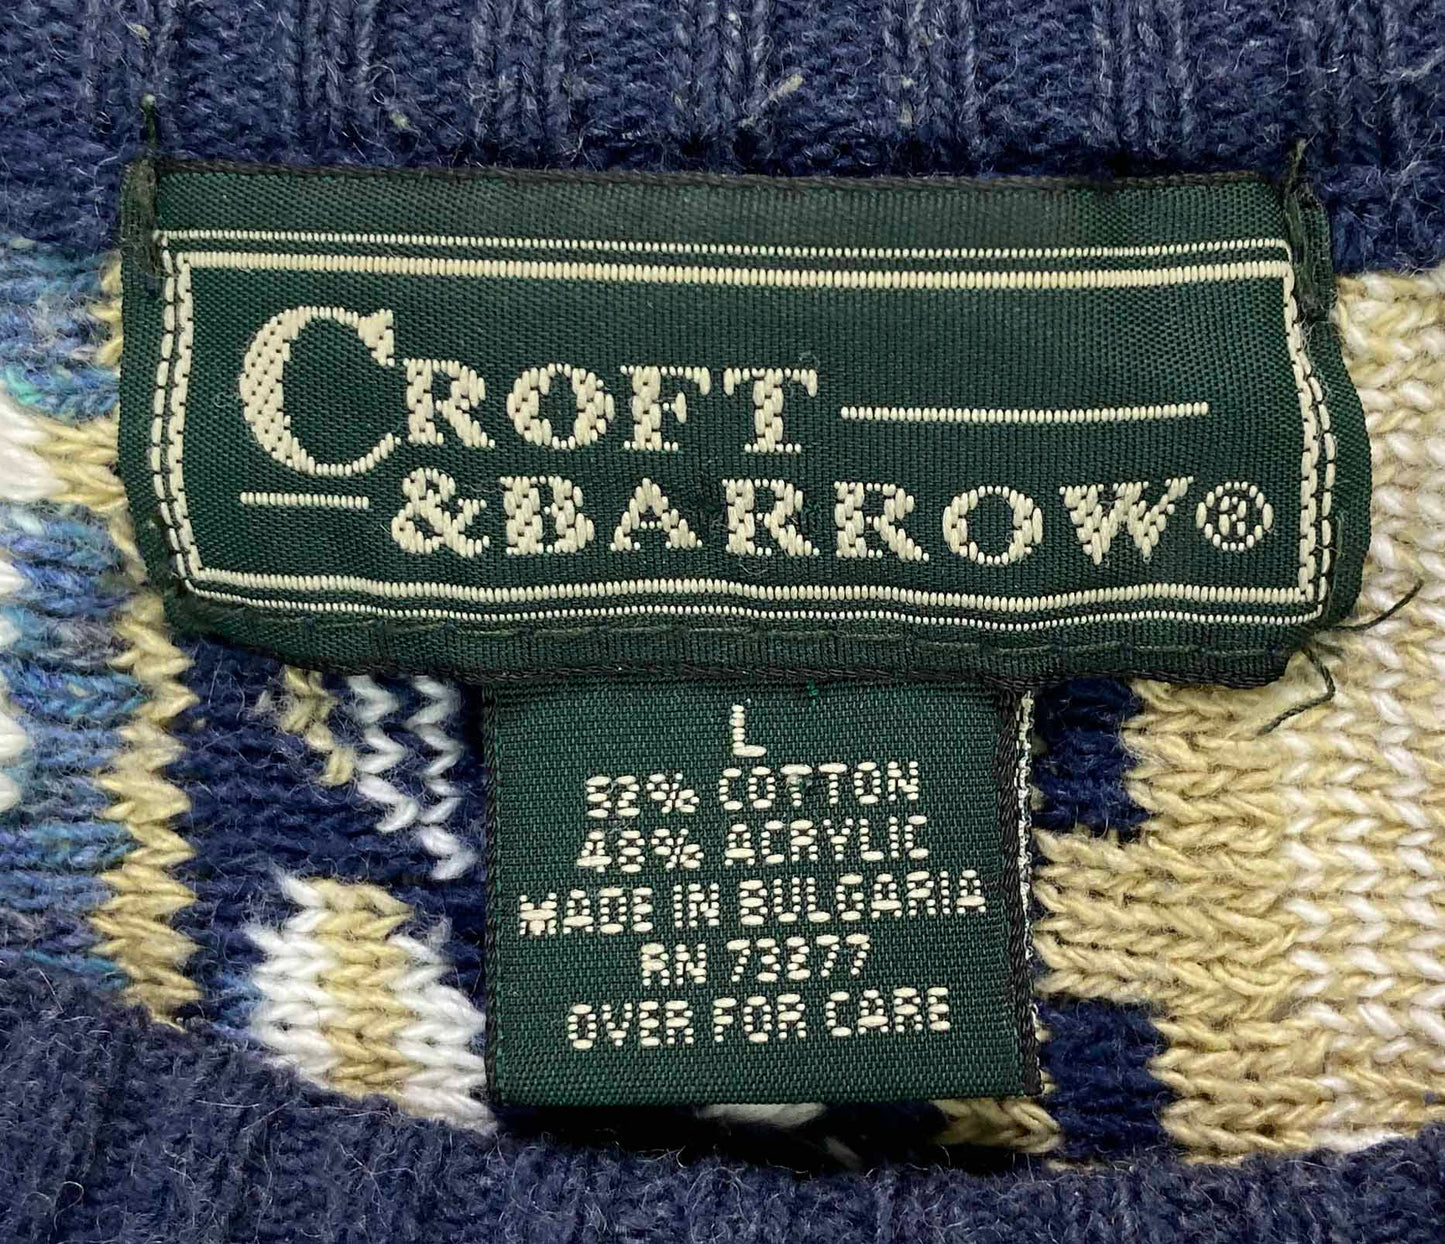 CROFT
&BARROW®
L
52% COTTON
48% ACRYLIC
MADE IN BULGARIA
RN 73277
OVER FOR CARE